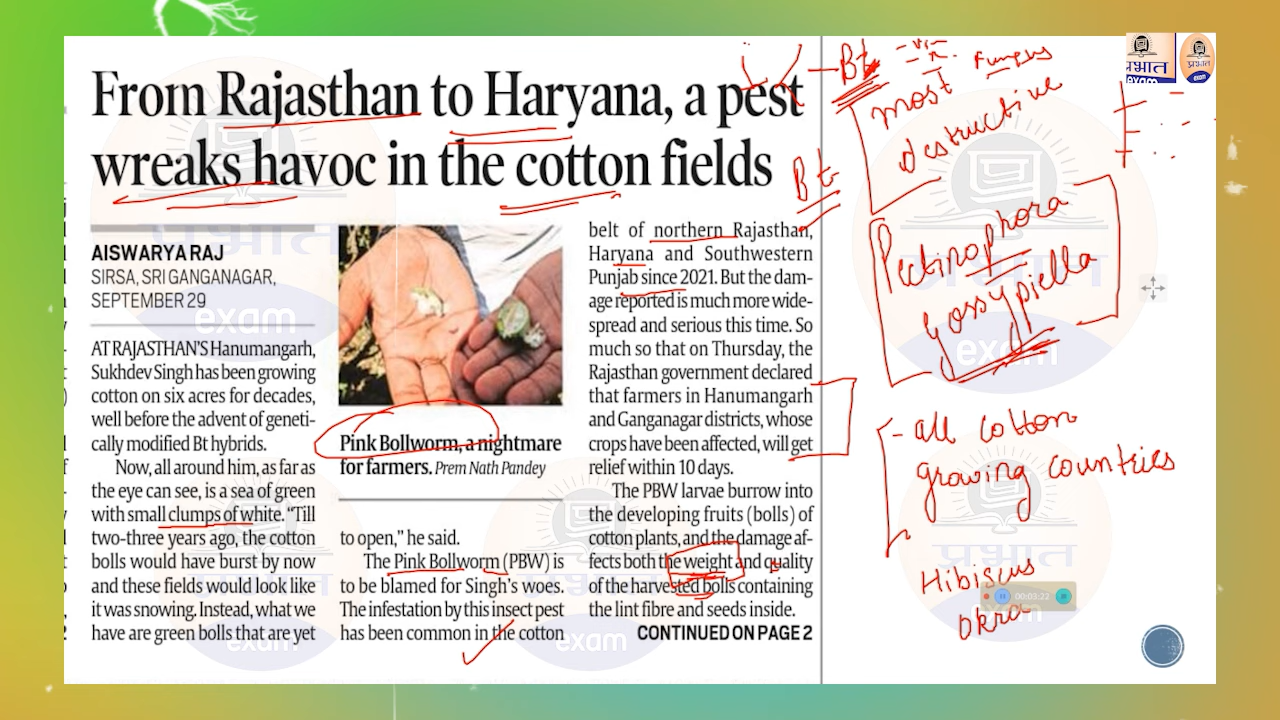 From Rajasthan to Haryana, a pest
wreaks havoc in the cotton fields
AISWARYA RAJ
SIRSA, SRI GANGANAGAR,
SEPTEMBER 29
AT RAJASTHAN'S Hanumangarh,
Sukhdev Singh has been growing
cotton on six acres for decades,
well before the advent of geneti-
cally modified Bt hybrids.
Now, all around him, as far as
the eye can see, is a sea of green
with small clumps of white. "Till
two-three years ago, the cotton
bolls would have burst by now
and these fields would look like
it was snowing. Instead, what we
have are green bolls that are yet
Pink Bollworm, a nightmare
for farmers. Prem Nath Pandey
to open," he said.
The Pink Bollworm (PBW) is
to be blamed for Singh's woes.
The infestation by this insect pest
has been common in the cotton
belt of northern Rajasthan,
Haryana and Southwestern
Punjab since 2021. But the dam-
age reported is much more wide-
spread and serious this time. So
much so that on Thursday, the
Rajasthan government declared
that farmers in Hanumangarh
and Ganganagar districts, whose
crops have been affected, will get
relief within 10 days.
The PBW larvae burrow into
the developing fruits (bolls) of
cotton plants, and the damage af-
fects both the weight and quality
of the harvested bolls containing
the lint fibre and seeds inside.
CONTINUED ON PAGE 2
Bt
Fungus
Bt
most
destructive
Pectinophora
gossypiella
- all cotton
growing countries
Hibiscus
Okra
00:03:22
प्रभात
exam
प्रभात
exam